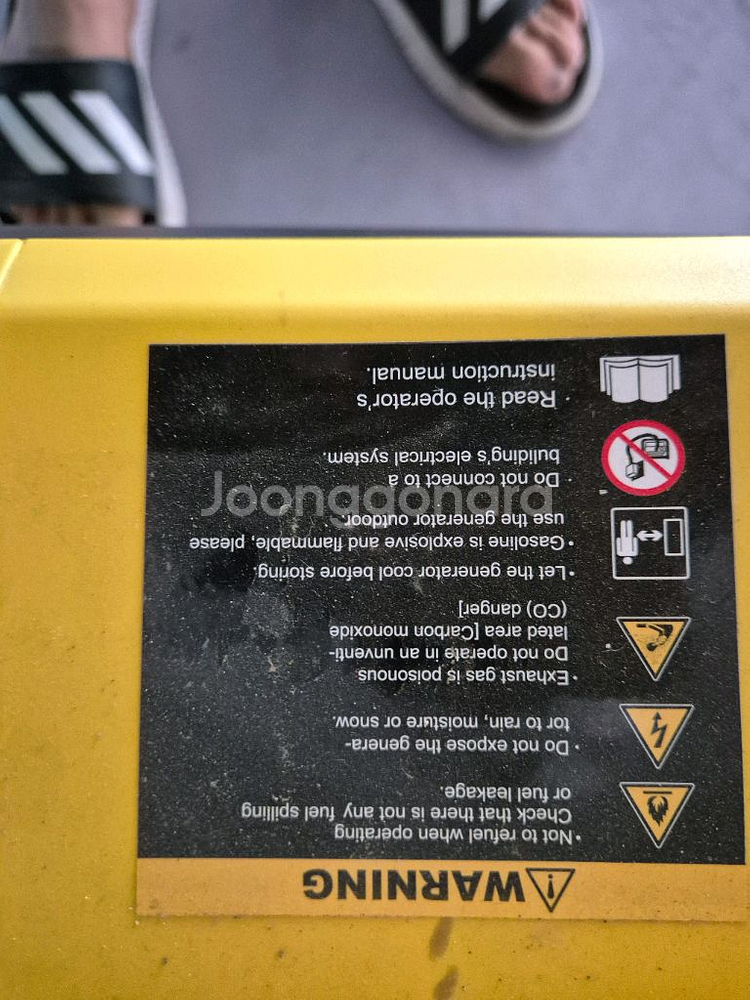 WARNING
• Not to refuel when operating
Check that there is not any fuel spilling
or fuel leakage.
• Do not expose the genera-
tor to rain, moisture or snow.
• Exhaust gas is poisonous
Do not operate in an unventi-
lated area [Carbon monoxide
(CO) danger]
• Let the generator cool before storing.
• Gasoline is explosive and flammable, please
use the generator outdoor.
• Do not connect to a
building's electrical system.
• Read the operator's
instruction manual.
Joonggonara